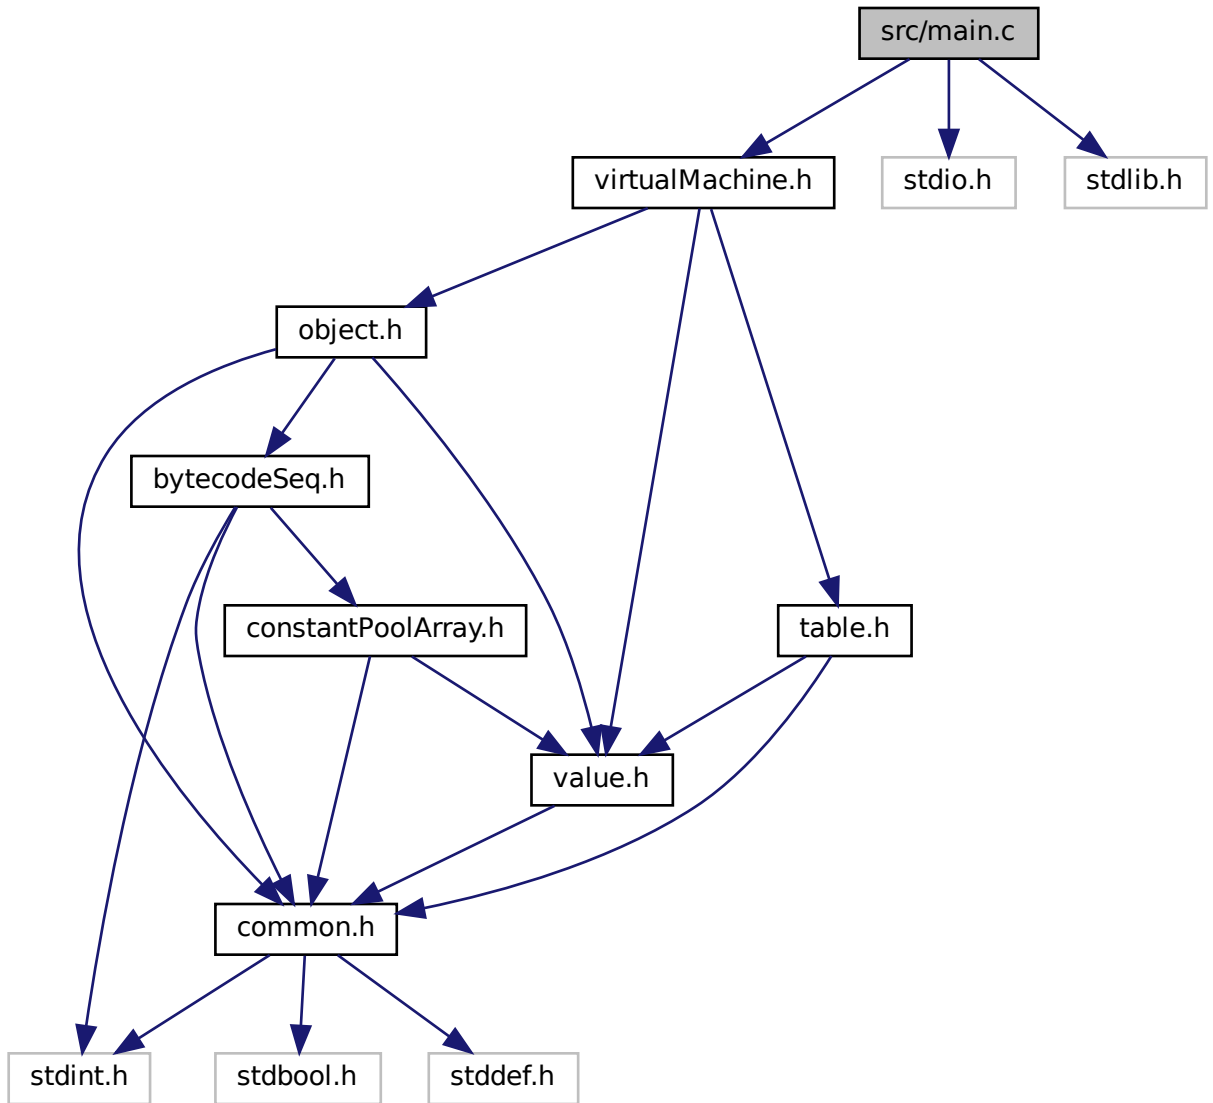 src/main.c
virtualMachine.h
stdio.h
stdlib.h
object.h
bytecodeSeq.h
constantPoolArray.h
table.h
value.h
common.h
stdint.h
stdbool.h
stddef.h